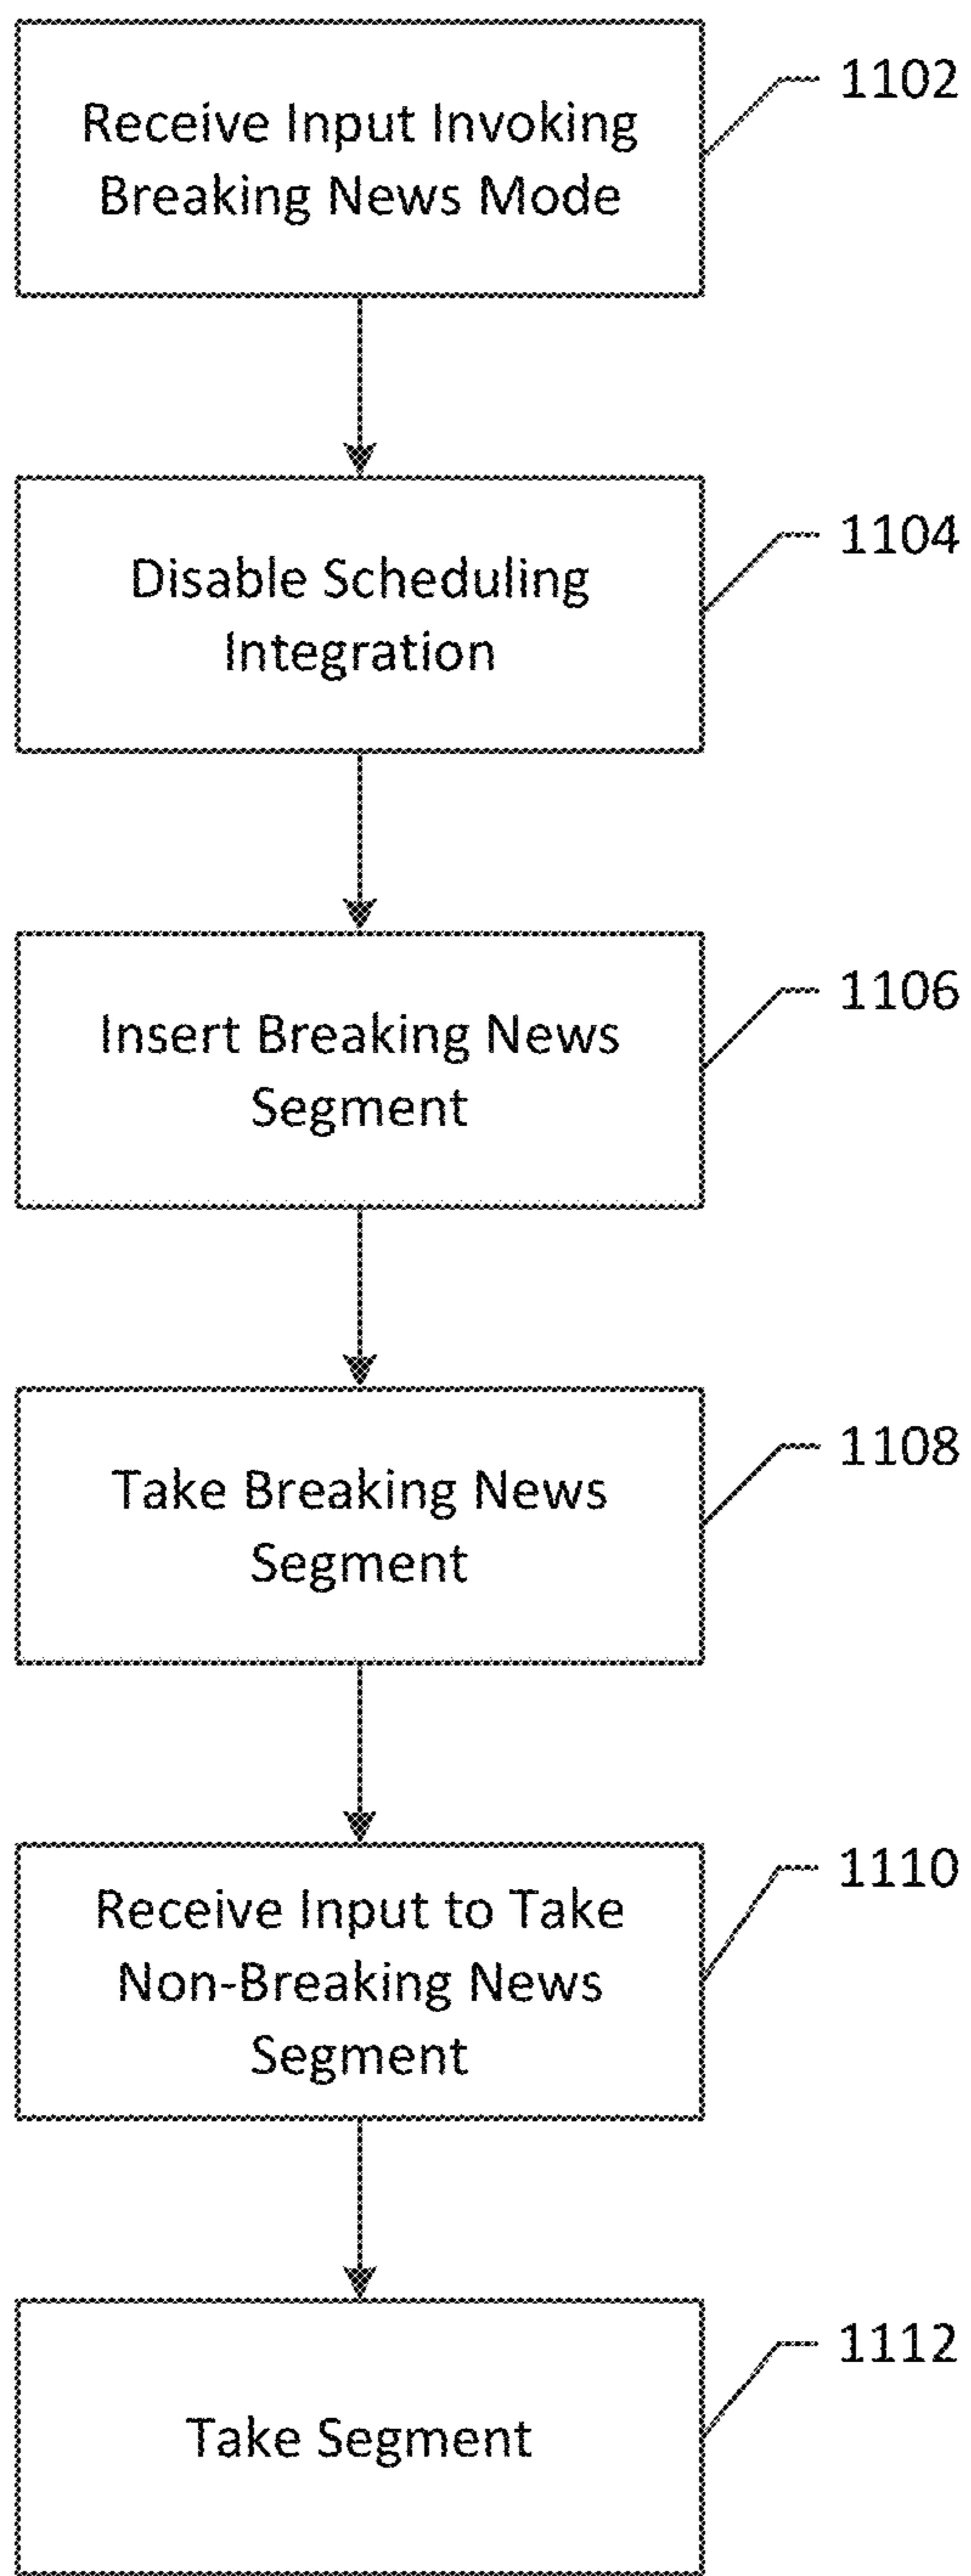 Receive Input Invoking
Breaking News Mode
1102
Disable Scheduling
Integration
1104
Insert Breaking News
Segment
1106
Take Breaking News
Segment
1108
Receive Input to Take
Non-Breaking News
Segment
1110
Take Segment
1112